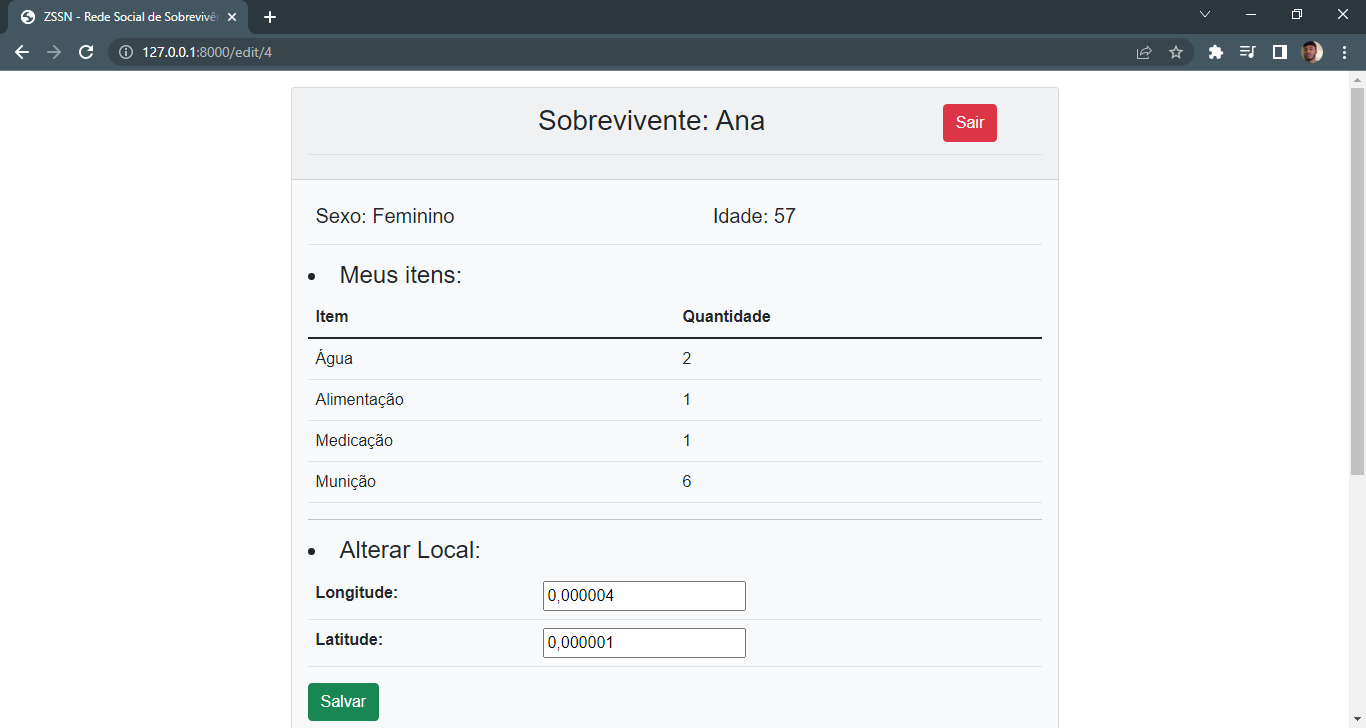 ZSSN - Rede Social de Sobrevivê
127.0.0.1:8000/edit/4
Sobrevivente: Ana
Sair
Sexo: Feminino Idade: 57
Meus itens:
Item Quantidade
Água 2
Alimentação 1
Medicação 1
Munição 6
Alterar Local:
Longitude: 0,000004
Latitude: 0,000001
Salvar